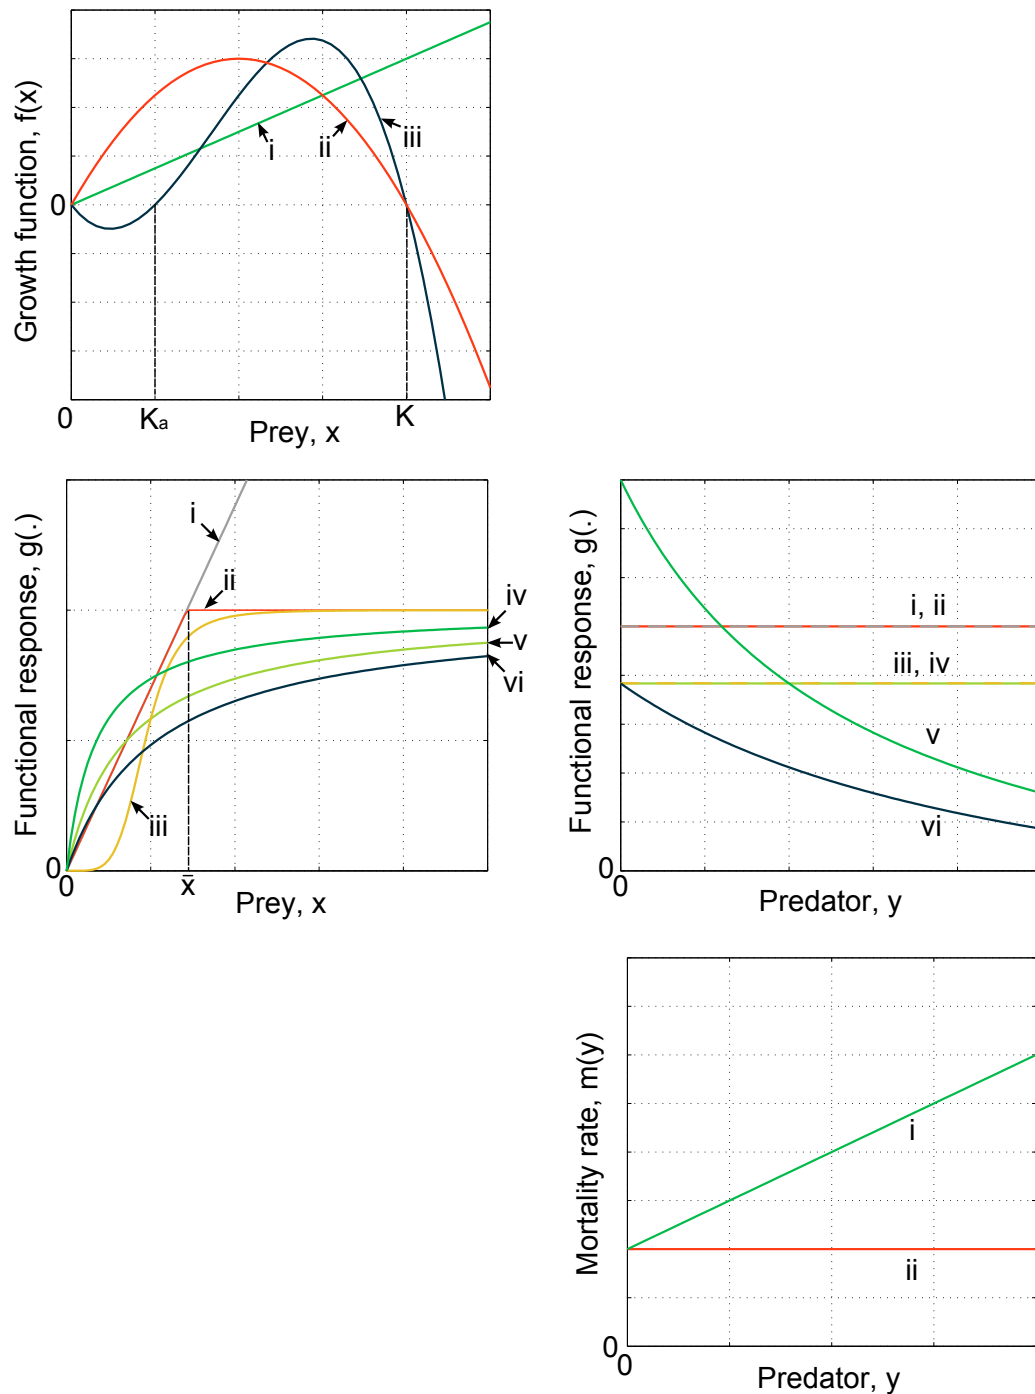 Growth function, f(x)
0
i
ii
iii
0
Ka
K
Prey, x
Functional response, g(.)
i
ii
iii
iv
v
vi
0
0
x̄
Prey, x
Functional response, g(.)
i, ii
iii, iv
v
vi
0
0
Predator, y
Mortality rate, m(y)
i
ii
0
0
Predator, y